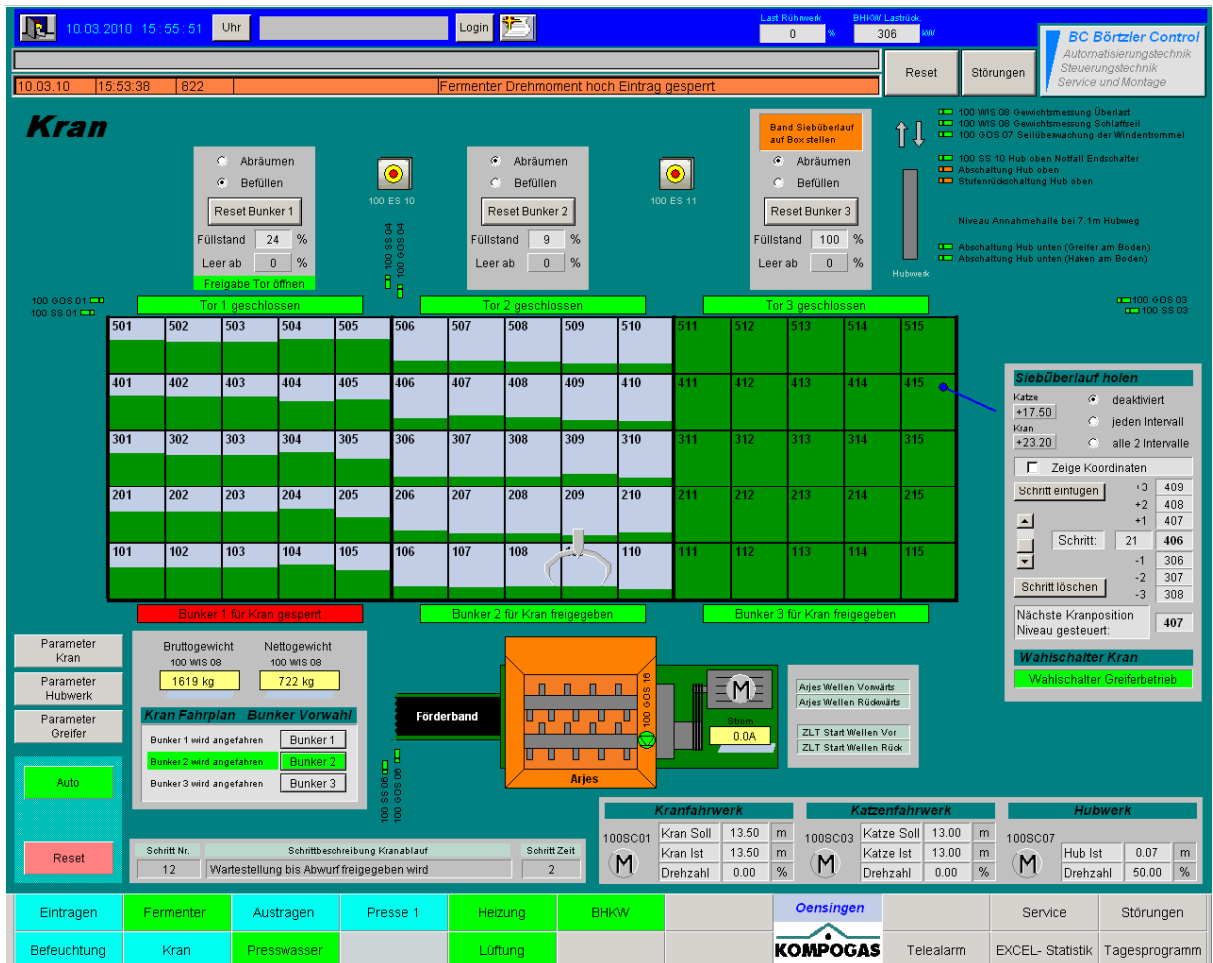 10.03.2010 15:55:51 Uhr Login
Last Rührwerk BHKW Lastrück.
0 % 306 kW
BC Börtzler Control
Automatisierungstechnik
Steuerungstechnik
Service und Montage
Reset Störungen
10.03.10 15:53:38 822 Fermenter Drehmoment hoch Eintrag gesperrt
Kran
Abräumen
Befüllen
Reset Bunker 1
Füllstand 24 %
Leer ab 0 %
Freigabe Tor öffnen
100 ES 10
100 SS 04
100 GOS 04
Abräumen
Befüllen
Reset Bunker 2
Füllstand 9 %
Leer ab 0 %
100 ES 11
Band Siebüberlauf
auf Box stellen
Abräumen
Befüllen
Reset Bunker 3
Füllstand 100 %
Leer ab 0 %
Hubwerk
100 WIS 08 Gewichtsmessung Überlast
100 WIS 08 Gewichtsmessung Schlaffseil
100 GOS 07 Seilüberwachung der Windentrommel
100 SS 10 Hub oben Notfall Endschalter
Abschaltung Hub oben
Stufenrückschaltung Hub oben
Niveau Annahmehalle bei 7.1m Hubweg
Abschaltung Hub unten (Greifer am Boden)
Abschaltung Hub unten (Haken am Boden)
100 GOS 01
100 SS 01
Tor 1 geschlossen Tor 2 geschlossen Tor 3 geschlossen
100 GOS 03
100 SS 03
501 502 503 504 505 506 507 508 509 510 511 512 513 514 515
401 402 403 404 405 406 407 408 409 410 411 412 413 414 415
301 302 303 304 305 306 307 308 309 310 311 312 313 314 315
201 202 203 204 205 206 207 208 209 210 211 212 213 214 215
101 102 103 104 105 106 107 108 110 111 112 113 114 115
Bunker 1 für Kran gesperrt Bunker 2 für Kran freigegeben Bunker 3 für Kran freigegeben
Siebüberlauf holen
Katze
+17.50
Kran
+23.20
deaktiviert
jeden Intervall
alle 2 Intervalle
Zeige Koordinaten
Schritt einfügen
+3 409
+2 408
+1 407
Schritt: 21 406
-1 306
-2 307
-3 308
Schritt löschen
Nächste Kranposition
Niveau gesteuert: 407
Wahlschalter Kran
Wahlschalter Greiferbetrieb
Parameter
Kran
Parameter
Hubwerk
Parameter
Greifer
Auto
Reset
Bruttogewicht Nettogewicht
100 WIS 08 100 WIS 08
1619 kg 722 kg
Kran Fahrplan Bunker Vorwahl
Bunker 1 wird angefahren Bunker 1
Bunker 2 wird angefahren Bunker 2
Bunker 3 wird angefahren Bunker 3
100 SS 06
100 GOS 06
Förderband
Arjes
100 GOS 16
M
Strom
0.0A
Arjes Wellen Vorwärts
Arjes Wellen Rückwärts
ZLT Start Wellen Vor
ZLT Start Wellen Rück
Schritt Nr. Schrittbeschreibung Kranablauf Schritt Zeit
12 Wartestellung bis Abwurf freigegeben wird 2
Kranfahrwerk
100SC01
M
Kran Soll 13.50 m
Kran Ist 13.50 m
Drehzahl 0.00 %
Katzenfahrwerk
100SC03
M
Katze Soll 13.00 m
Katze Ist 13.00 m
Drehzahl 0.00 %
Hubwerk
100SC07
M
Hub Ist 0.07 m
Drehzahl 50.00 %
Eintragen Fermenter Austragen Presse 1 Heizung BHKW Oensingen Service Störungen
Befeuchtung Kran Presswasser Lüftung KOMPOGAS Telealarm EXCEL- Statistik Tagesprogramm